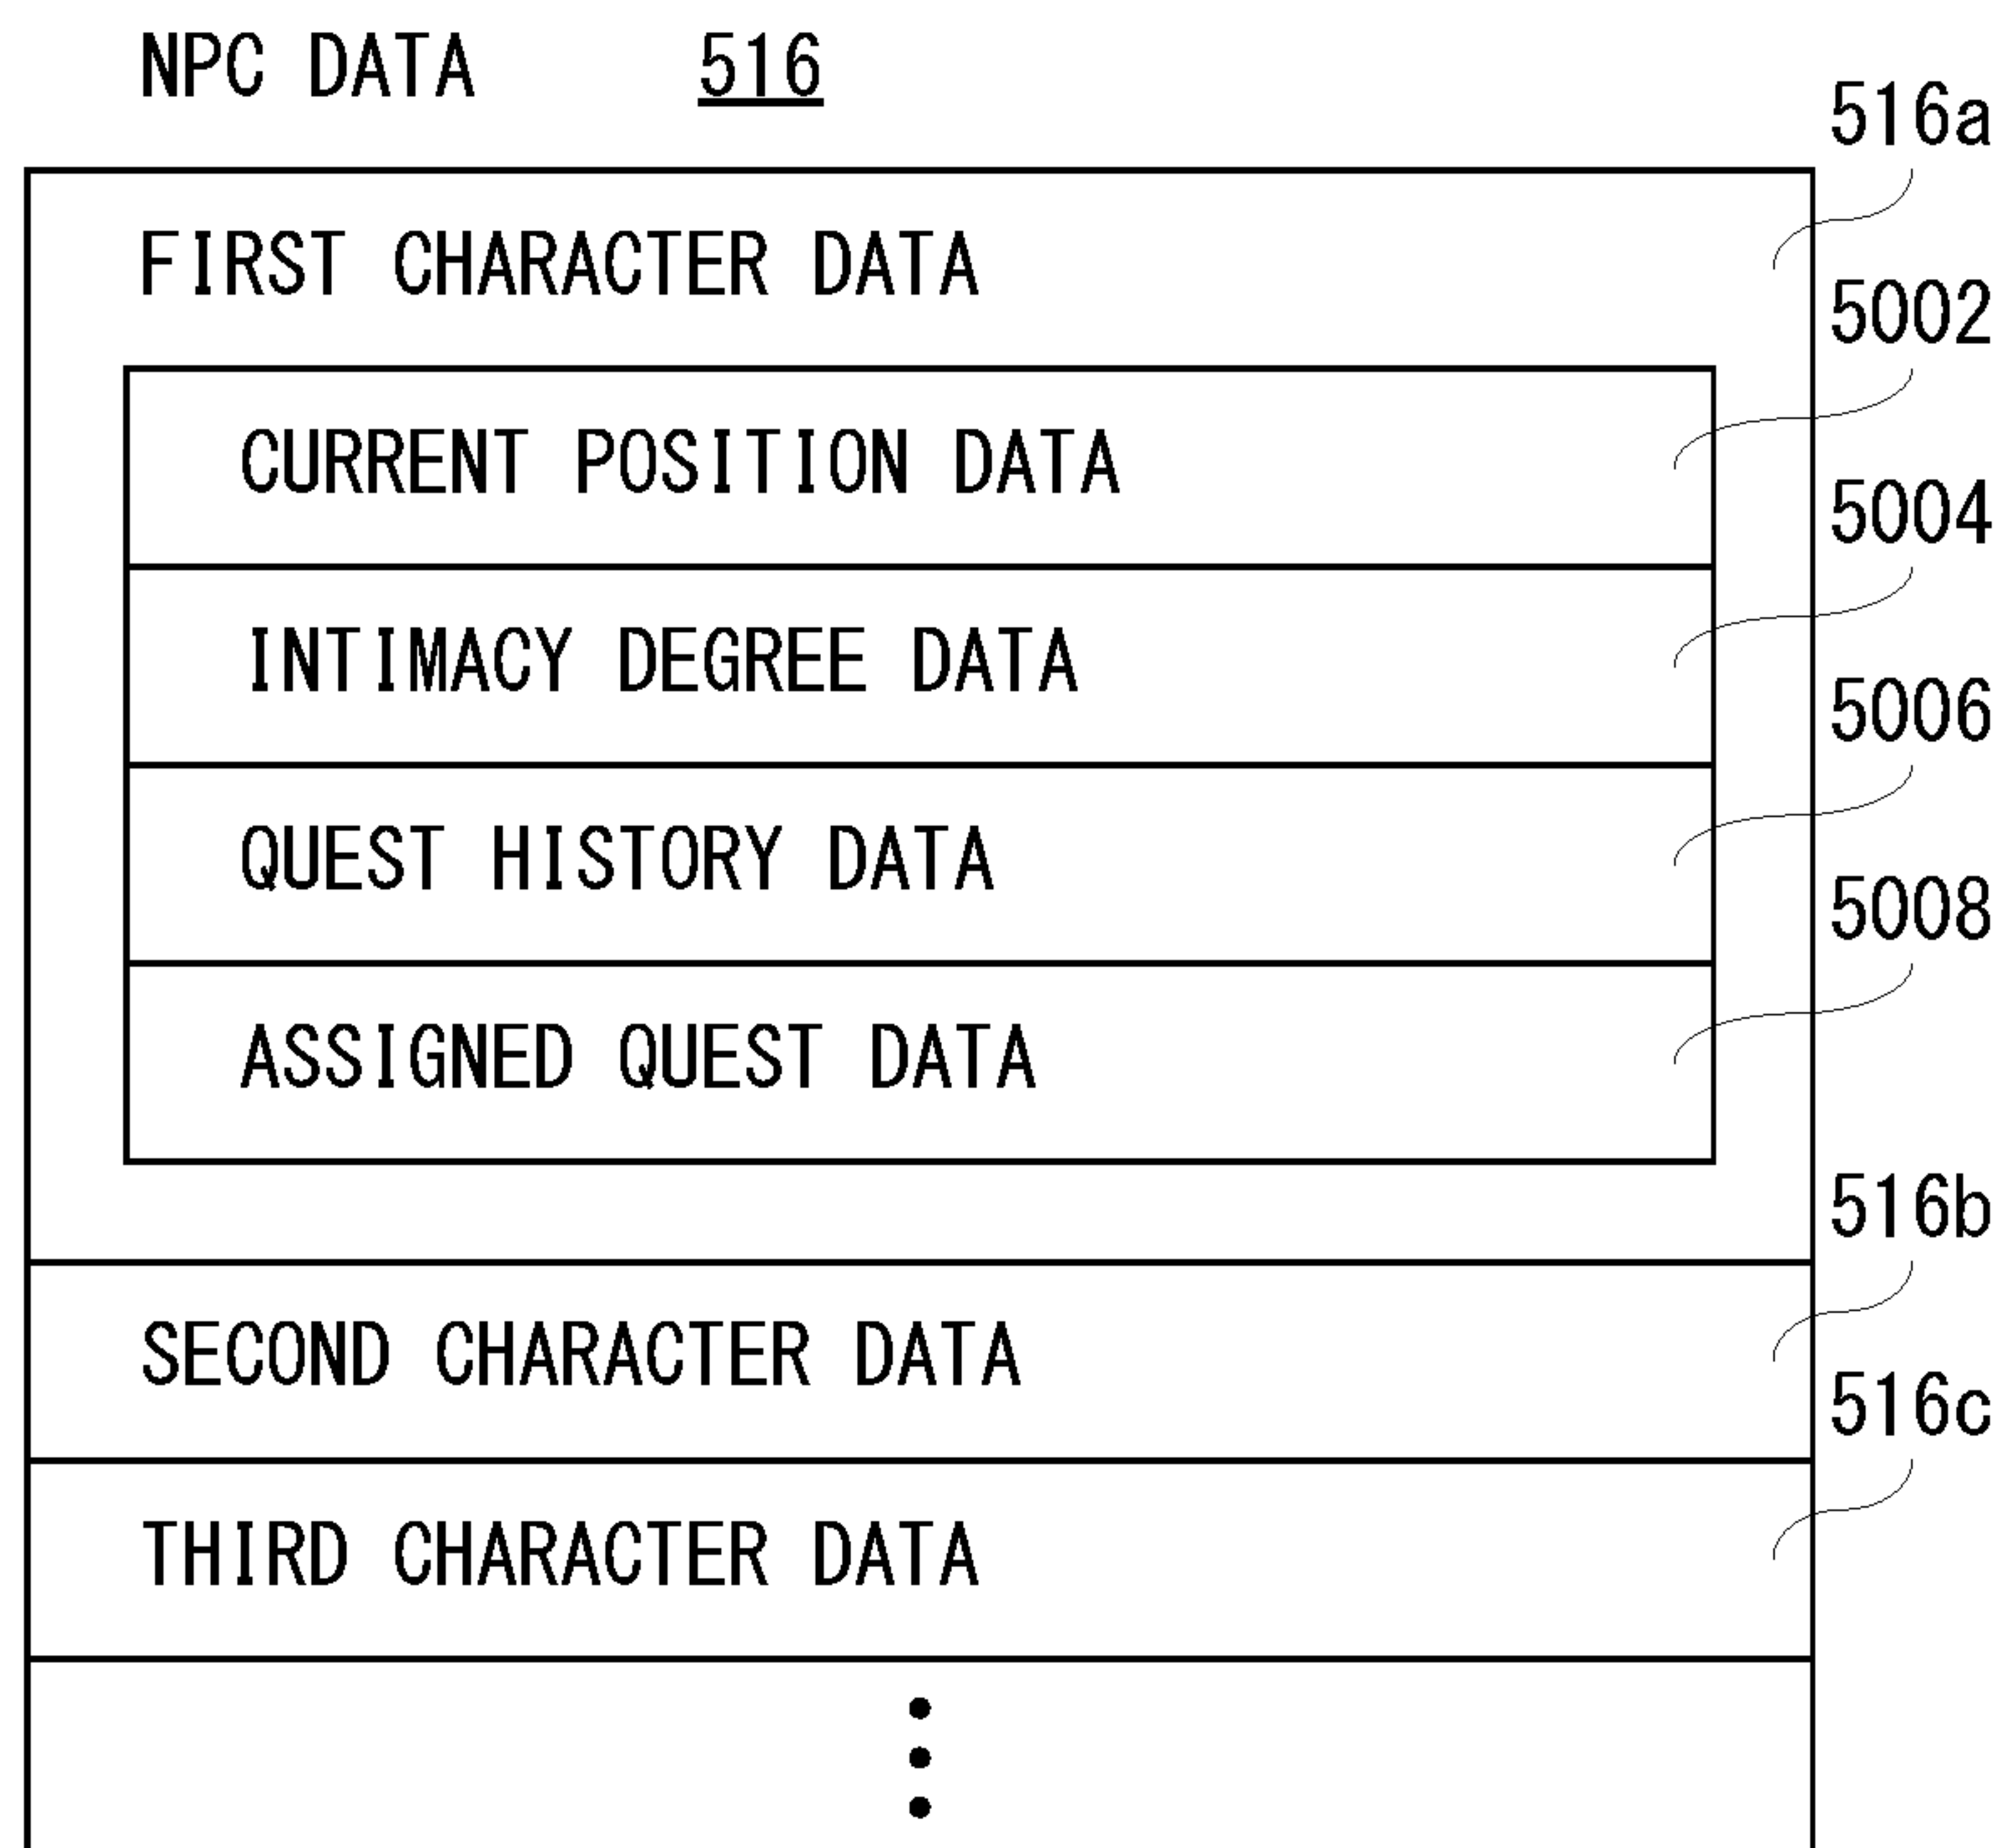 NPC DATA 516
516a
FIRST CHARACTER DATA
5002
CURRENT POSITION DATA
5004
INTIMACY DEGREE DATA
5006
QUEST HISTORY DATA
5008
ASSIGNED QUEST DATA
516b
SECOND CHARACTER DATA
516c
THIRD CHARACTER DATA